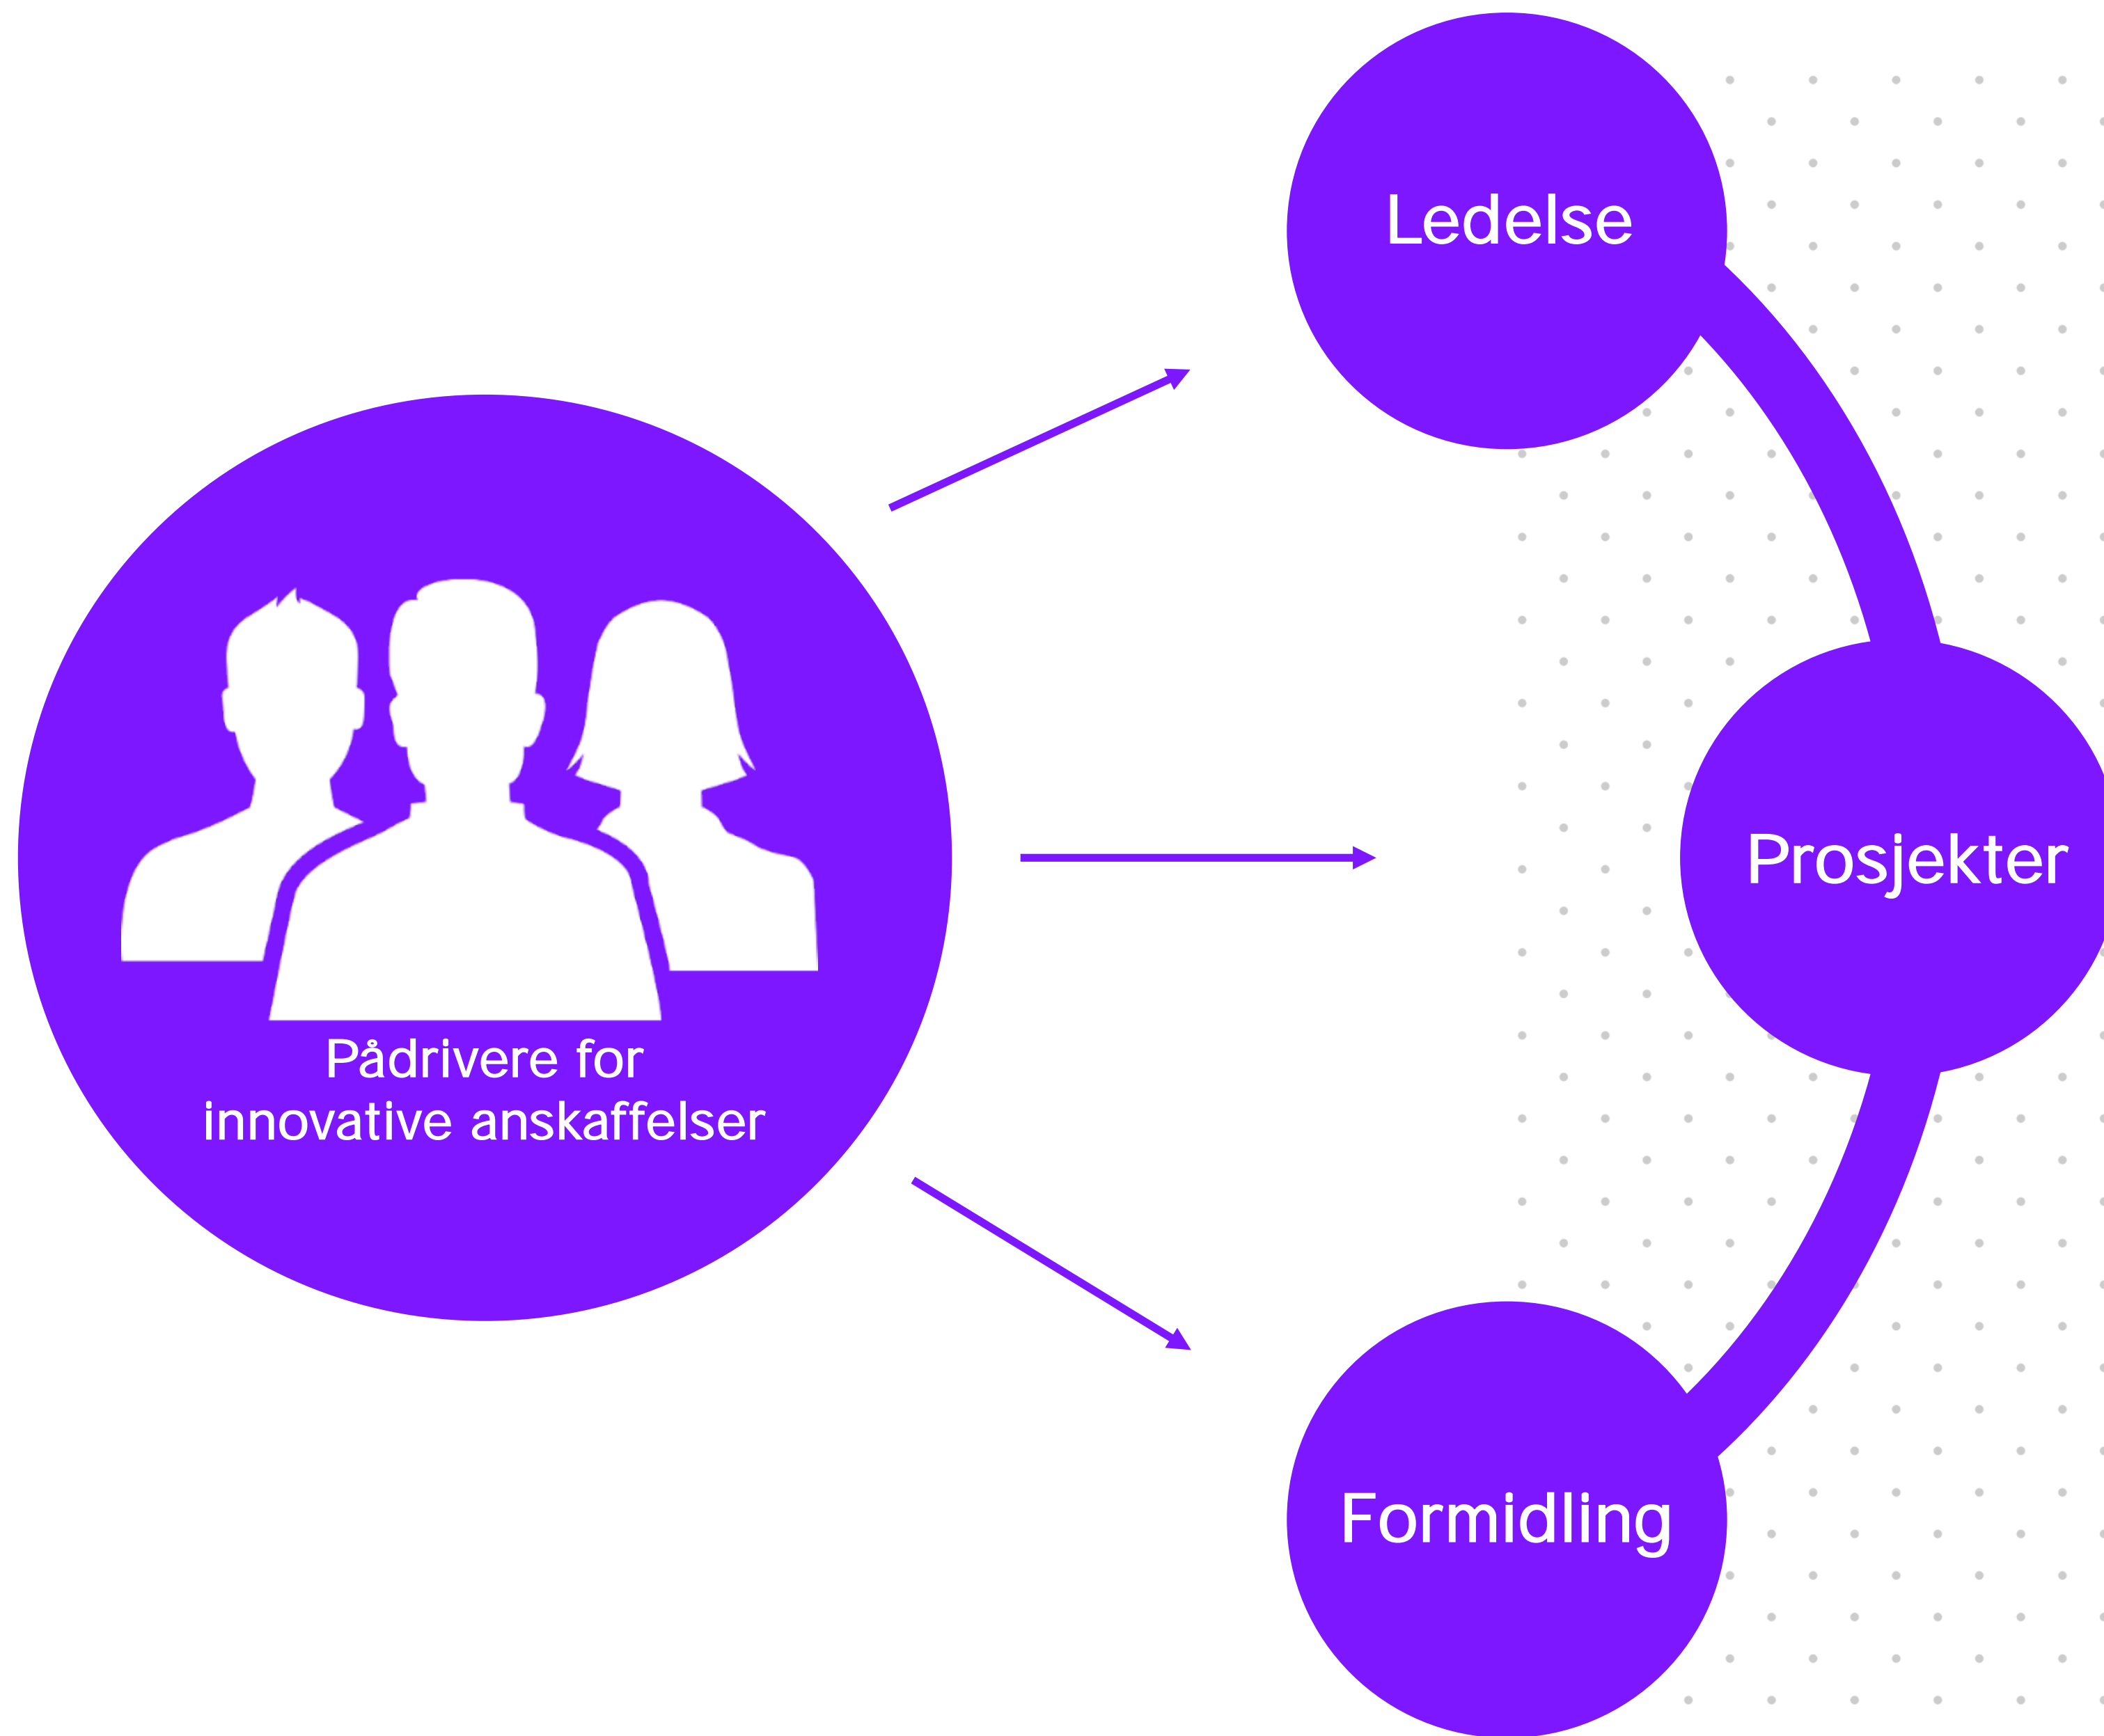 Ledelse
Prosjekter
Pådrivere for
innovative anskaffelser
Formidling